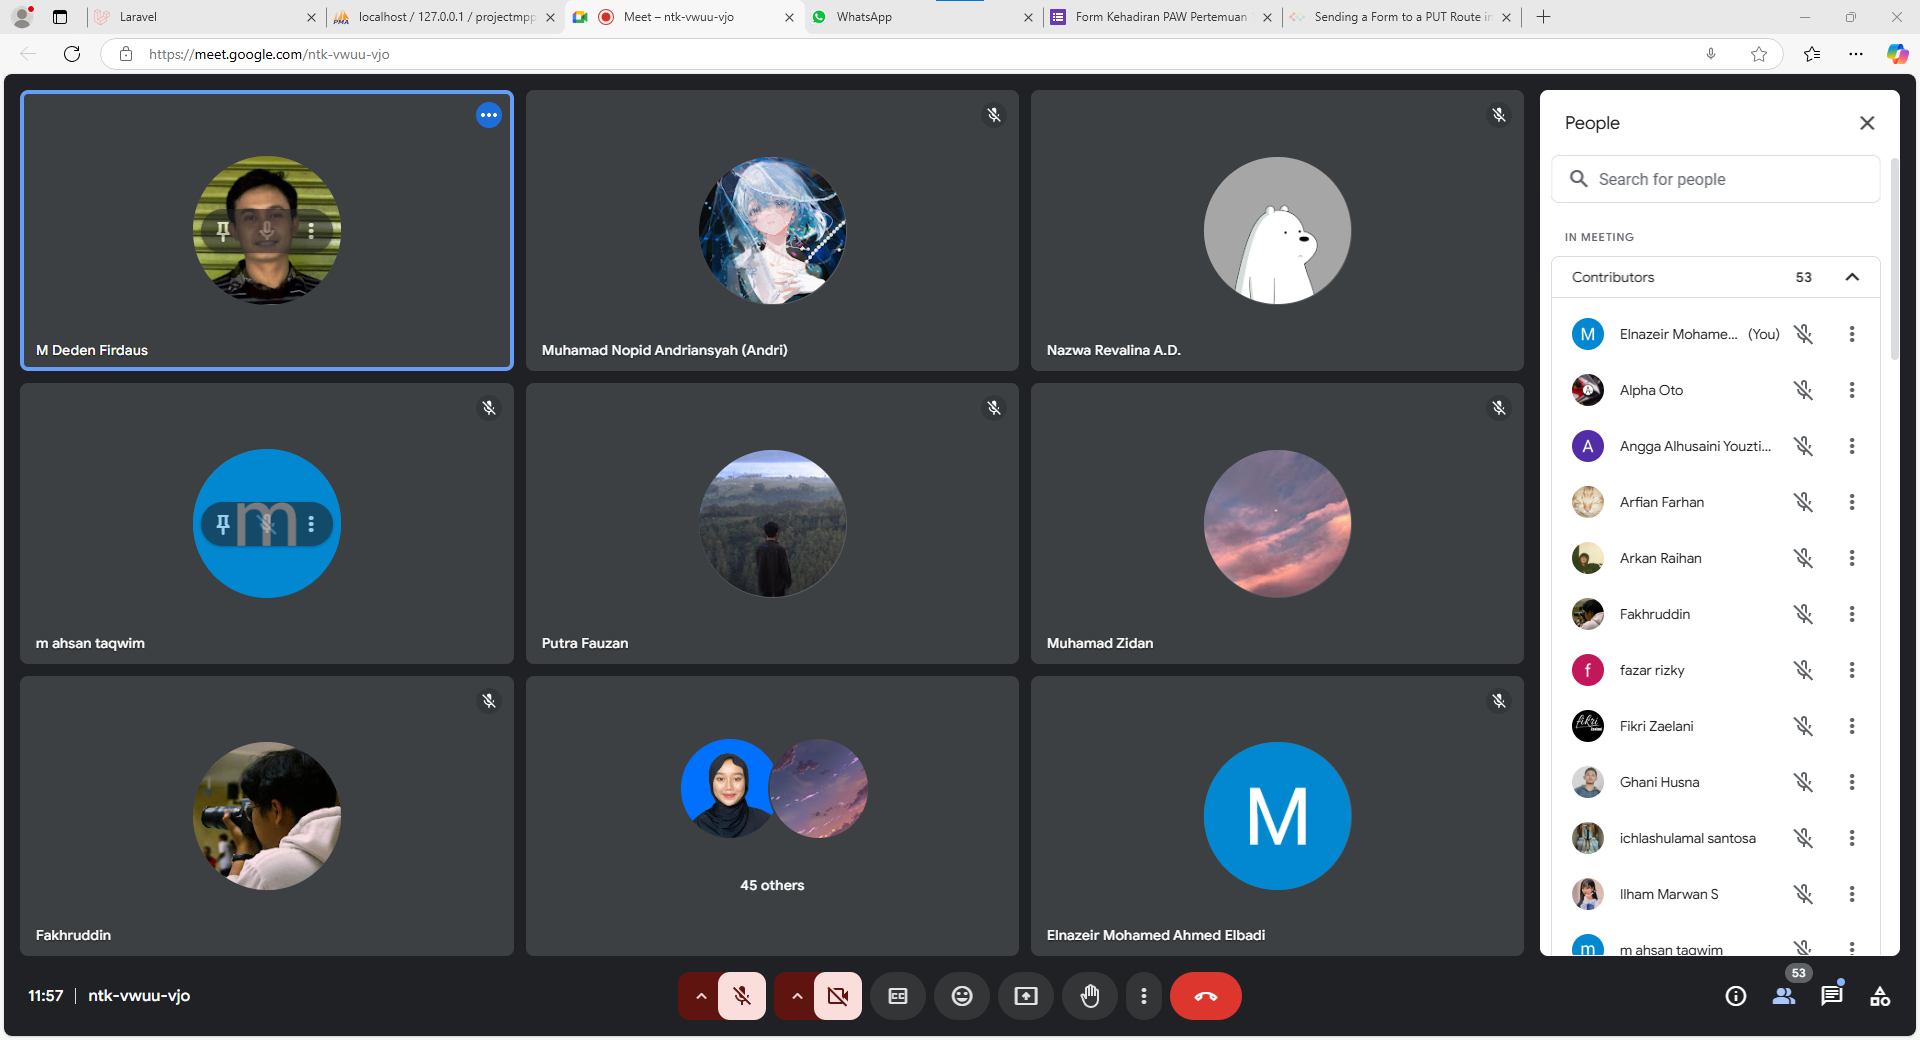 Laravel
localhost / 127.0.0.1 / projectmpp
Meet – ntk-vwuu-vjo
WhatsApp
Form Kehadiran PAW Pertemuan
Sending a Form to a PUT Route in
https://meet.google.com/ntk-vwuu-vjo
M Deden Firdaus
Muhamad Nopid Andriansyah (Andri)
Nazwa Revalina A.D.
m
m ahsan taqwim
Putra Fauzan
Muhamad Zidan
Fakhruddin
45 others
M
Elnazeir Mohamed Ahmed Elbadi
People
Search for people
IN MEETING
Contributors 53
M Elnazeir Mohame... (You)
Alpha Oto
A Angga Alhusaini Youzti...
Arfian Farhan
Arkan Raihan
Fakhruddin
f fazar rizky
Fikri Zaelani
Ghani Husna
ichlashulamal santosa
Ilham Marwan S
m m ahsan taqwim
11:57 | ntk-vwuu-vjo
53